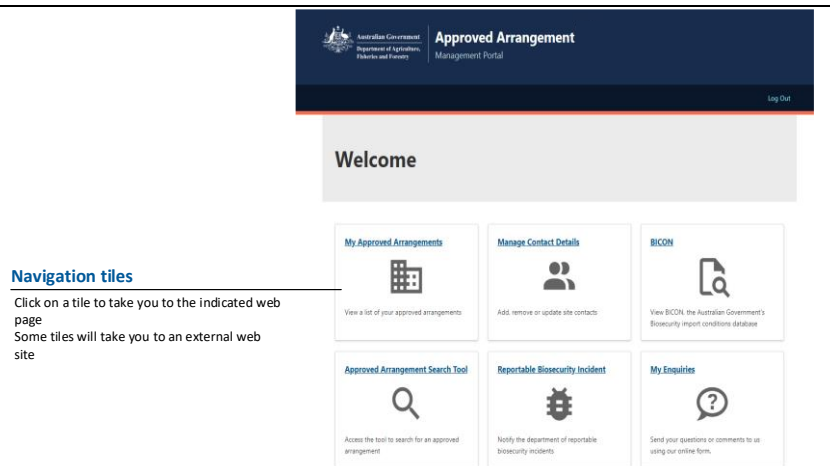 Australian Government
Department of Agriculture,
Fisheries and Forestry
Approved Arrangement
Management Portal
Log Out
Welcome
Navigation tiles
Click on a tile to take you to the indicated web
page
Some tiles will take you to an external web
site
My Approved Arrangements
View a list of your approved arrangements
Manage Contact Details
Add, remove or update site contacts
BICON
View BICON, the Australian Government's
Biosecurity import conditions database
Approved Arrangement Search Tool
Access the tool to search for an approved
arrangement
Reportable Biosecurity Incident
Notify the department of reportable
biosecurity incidents
My Enquiries
?
Send your questions or comments to us
using our online form.